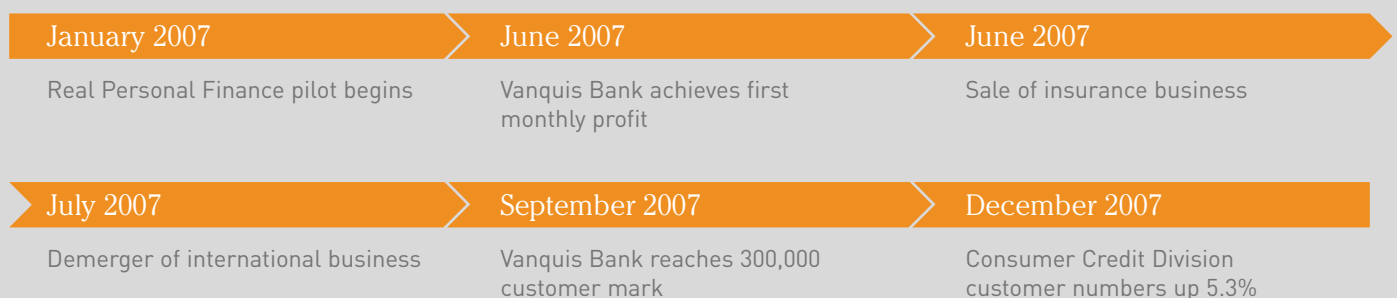 January 2007
June 2007
June 2007
Real Personal Finance pilot begins
Vanquis Bank achieves first
monthly profit
Sale of insurance business
July 2007
September 2007
December 2007
Demerger of international business
Vanquis Bank reaches 300,000
customer mark
Consumer Credit Division
customer numbers up 5.3%